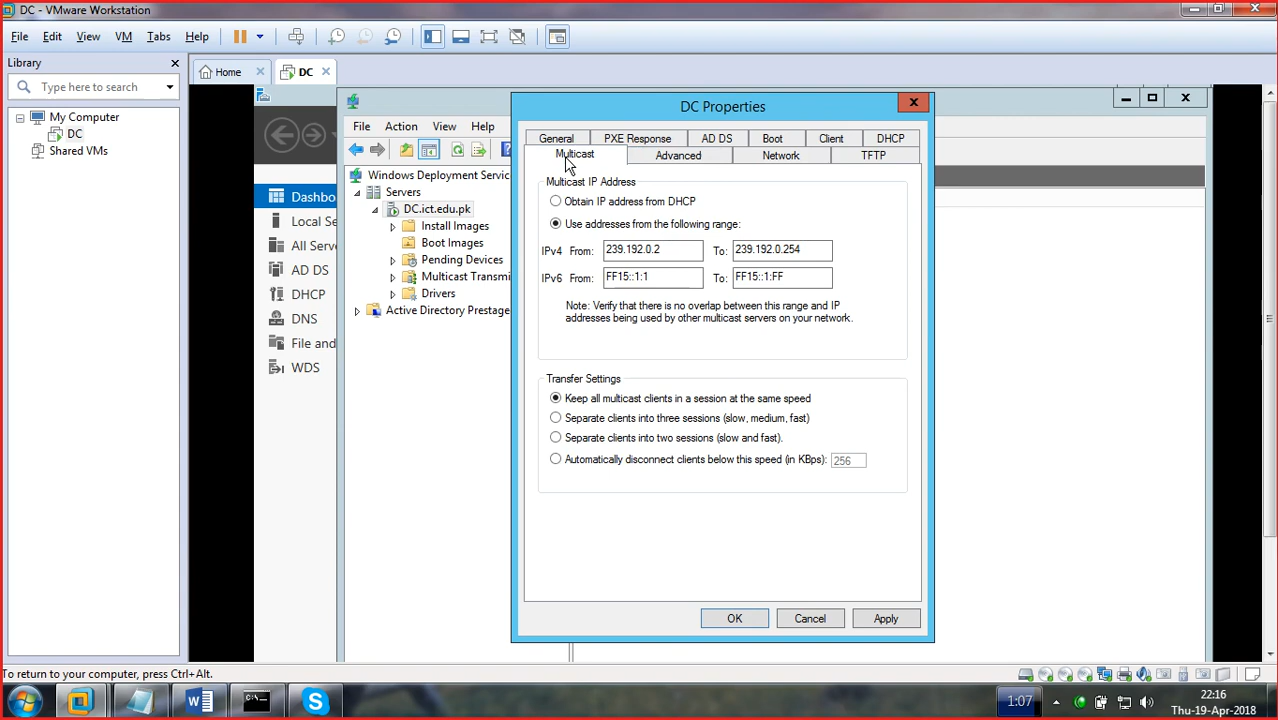 DC - VMware Workstation
File Edit View VM Tabs Help
Library
Type here to search
My Computer
DC
Shared VMs
Home
DC
Dashbo
Local Se
All Serve
AD DS
DHCP
DNS
File and
WDS
File Action View Help
Windows Deployment Servic
Servers
DC.ict.edu.pk
Install Images
Boot Images
Pending Devices
Multicast Transmi
Drivers
Active Directory Prestage
DC Properties
General PXE Response AD DS Boot Client DHCP
Multicast Advanced Network TFTP
Multicast IP Address
Obtain IP address from DHCP
Use addresses from the following range:
IPv4 From: 239.192.0.2 To: 239.192.0.254
IPv6 From: FF15::1:1 To: FF15::1:FF
Note: Verify that there is no overlap between this range and IP
addresses being used by other multicast servers on your network.
Transfer Settings
Keep all multicast clients in a session at the same speed
Separate clients into three sessions (slow, medium, fast)
Separate clients into two sessions (slow and fast).
Automatically disconnect clients below this speed (in KBps): 256
OK Cancel Apply
To return to your computer, press Ctrl+Alt.
1:07
22:16
Thu-19-Apr-2018